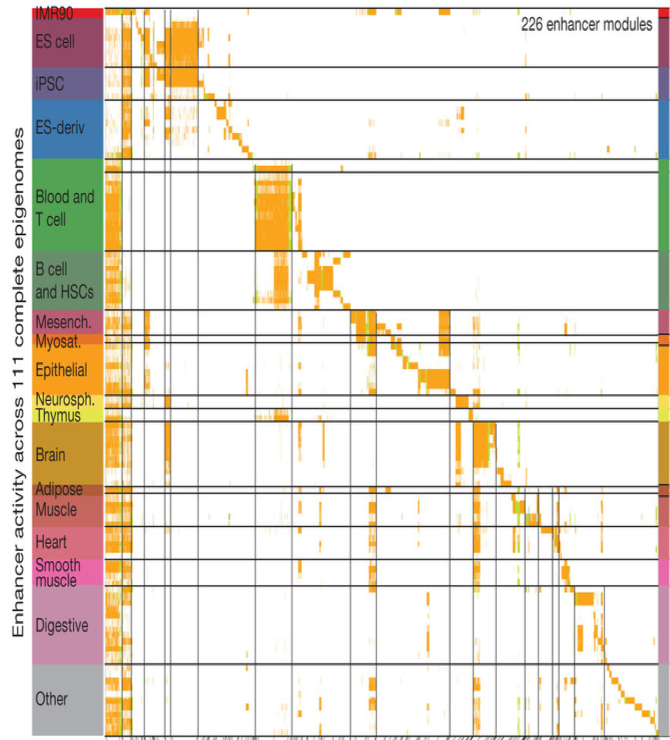 Enhancer activity across 111 complete epigenomes
226 enhancer modules
IMR90
ES cell
iPSC
ES-deriv
Blood and
T cell
B cell
and HSCs
Mesench.
Myosat.
Epithelial
Neurosph.
Thymus
Brain
Adipose
Muscle
Heart
Smooth
muscle
Digestive
Other